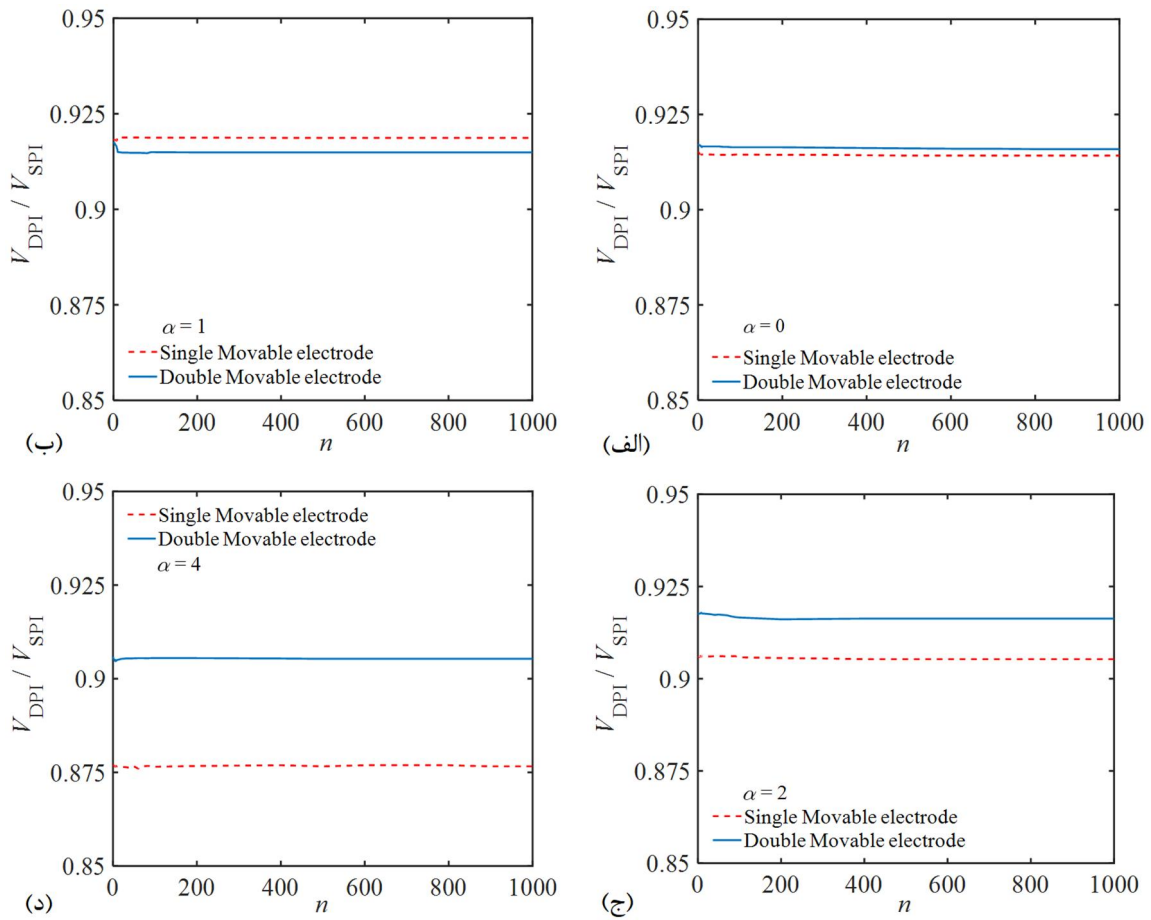 0.95
0.925
0.9
0.875
0.85
V_DPI / V_SPI
α = 0
Single Movable electrode
Double Movable electrode
0 200 400 600 800 1000
n
(الف)
0.95
0.925
0.9
0.875
0.85
V_DPI / V_SPI
α = 1
Single Movable electrode
Double Movable electrode
0 200 400 600 800 1000
n
(ب)
0.95
0.925
0.9
0.875
0.85
V_DPI / V_SPI
α = 2
Single Movable electrode
Double Movable electrode
0 200 400 600 800 1000
n
(ج)
0.95
0.925
0.9
0.875
0.85
V_DPI / V_SPI
Single Movable electrode
Double Movable electrode
α = 4
0 200 400 600 800 1000
n
(د)